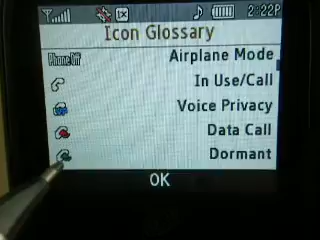 2:22P
Icon Glossary
Phone Off Airplane Mode
In Use/Call
Voice Privacy
Data Call
Dormant
OK